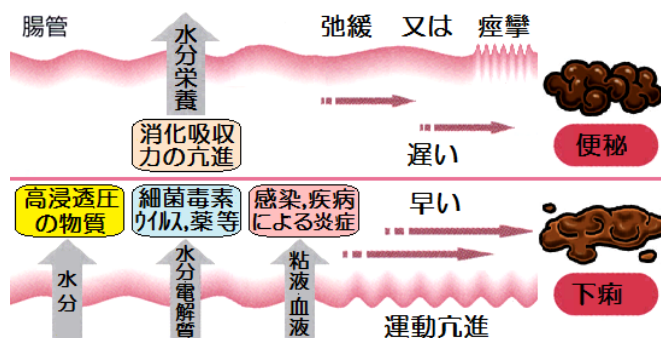 腸管
弛緩 又は 痙攣
水分栄養
消化吸収
力の亢進
遅い
便秘
高浸透圧
の物質
細菌毒素
ウイルス,薬 等
感染,疾病
による炎症
早い
水分
水分電解質
粘液・血液
運動亢進
下痢